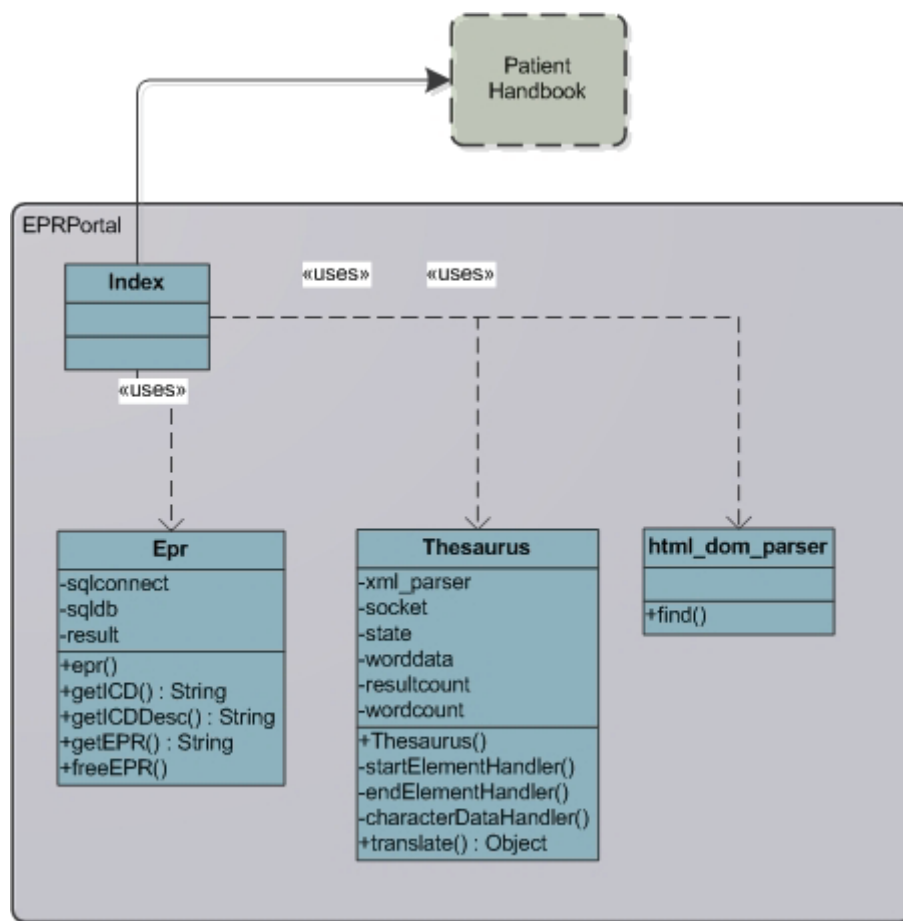 Patient
Handbook
EPRPortal
Index
«uses»
«uses»
«uses»
Epr
-sqlconnect
-sqldb
-result
+epr()
+getICD() : String
+getICDDesc() : String
+getEPR() : String
+freeEPR()
Thesaurus
-xml_parser
-socket
-state
-worddata
-resultcount
-wordcount
+Thesaurus()
-startElementHandler()
-endElementHandler()
-characterDataHandler()
+translate() : Object
html_dom_parser
+find()